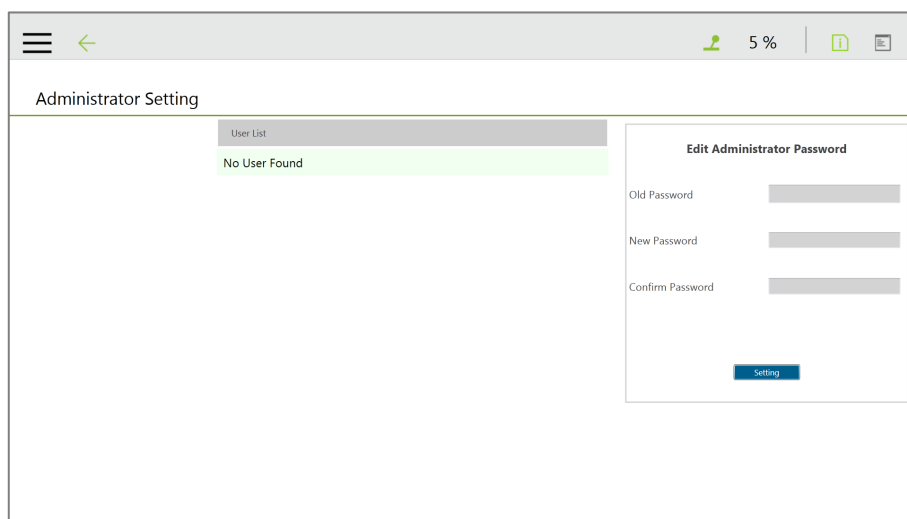 5 %
Administrator Setting
User List
No User Found
Edit Administrator Password
Old Password
New Password
Confirm Password
Setting